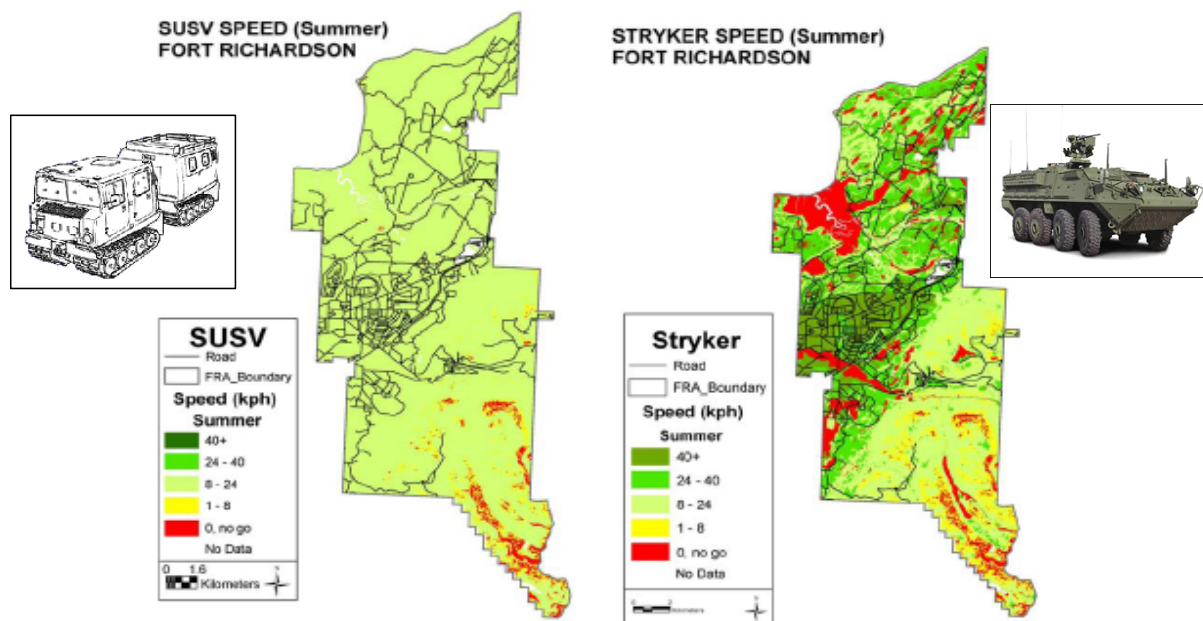 SUSV SPEED (Summer)
FORT RICHARDSON
SUSV
Road
FRA_Boundary
Speed (kph)
Summer
40+
24 - 40
8 - 24
1 - 8
0, no go
No Data
0 1.6
Kilometers
STRYKER SPEED (Summer)
FORT RICHARDSON
Stryker
Road
FRA_Boundary
Speed (kph)
Summer
40+
24 - 40
8 - 24
1 - 8
0, no go
No Data
Kilometers